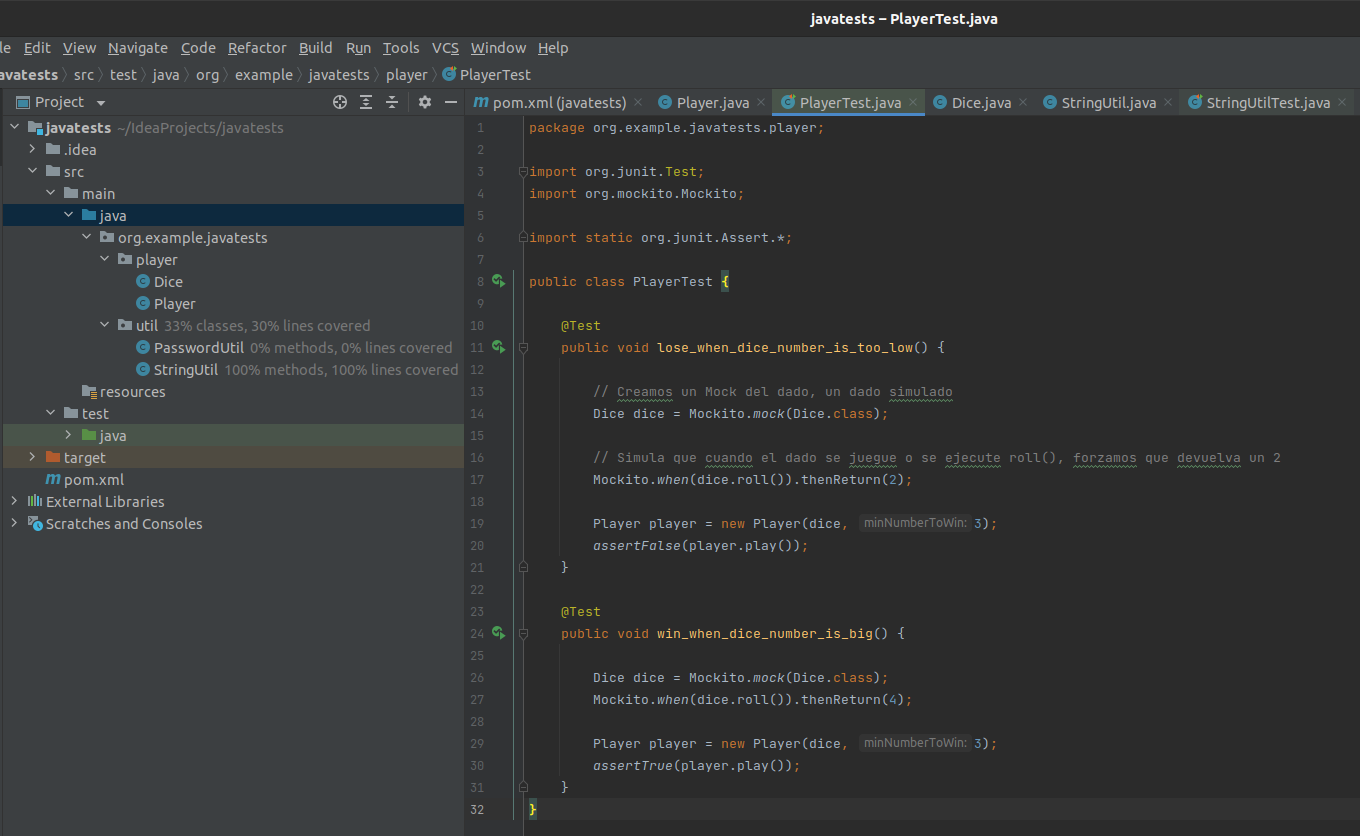 javatests – PlayerTest.java
le Edit View Navigate Code Refactor Build Run Tools VCS Window Help
avatests src test java org example javatests player PlayerTest
Project
pom.xml (javatests) Player.java PlayerTest.java Dice.java StringUtil.java StringUtilTest.java
javatests ~/IdeaProjects/javatests
.idea
src
main
java
org.example.javatests
player
Dice
Player
util 33% classes, 30% lines covered
PasswordUtil 0% methods, 0% lines covered
StringUtil 100% methods, 100% lines covered
resources
test
java
target
pom.xml
External Libraries
Scratches and Consoles
1 package org.example.javatests.player;
2
3 import org.junit.Test;
4 import org.mockito.Mockito;
5
6 import static org.junit.Assert.*;
7
8 public class PlayerTest {
9
10 @Test
11 public void lose_when_dice_number_is_too_low() {
12
13 // Creamos un Mock del dado, un dado simulado
14 Dice dice = Mockito.mock(Dice.class);
15
16 // Simula que cuando el dado se juegue o se ejecute roll(), forzamos que devuelva un 2
17 Mockito.when(dice.roll()).thenReturn(2);
18
19 Player player = new Player(dice, minNumberToWin: 3);
20 assertFalse(player.play());
21 }
22
23 @Test
24 public void win_when_dice_number_is_big() {
25
26 Dice dice = Mockito.mock(Dice.class);
27 Mockito.when(dice.roll()).thenReturn(4);
28
29 Player player = new Player(dice, minNumberToWin: 3);
30 assertTrue(player.play());
31 }
32 }